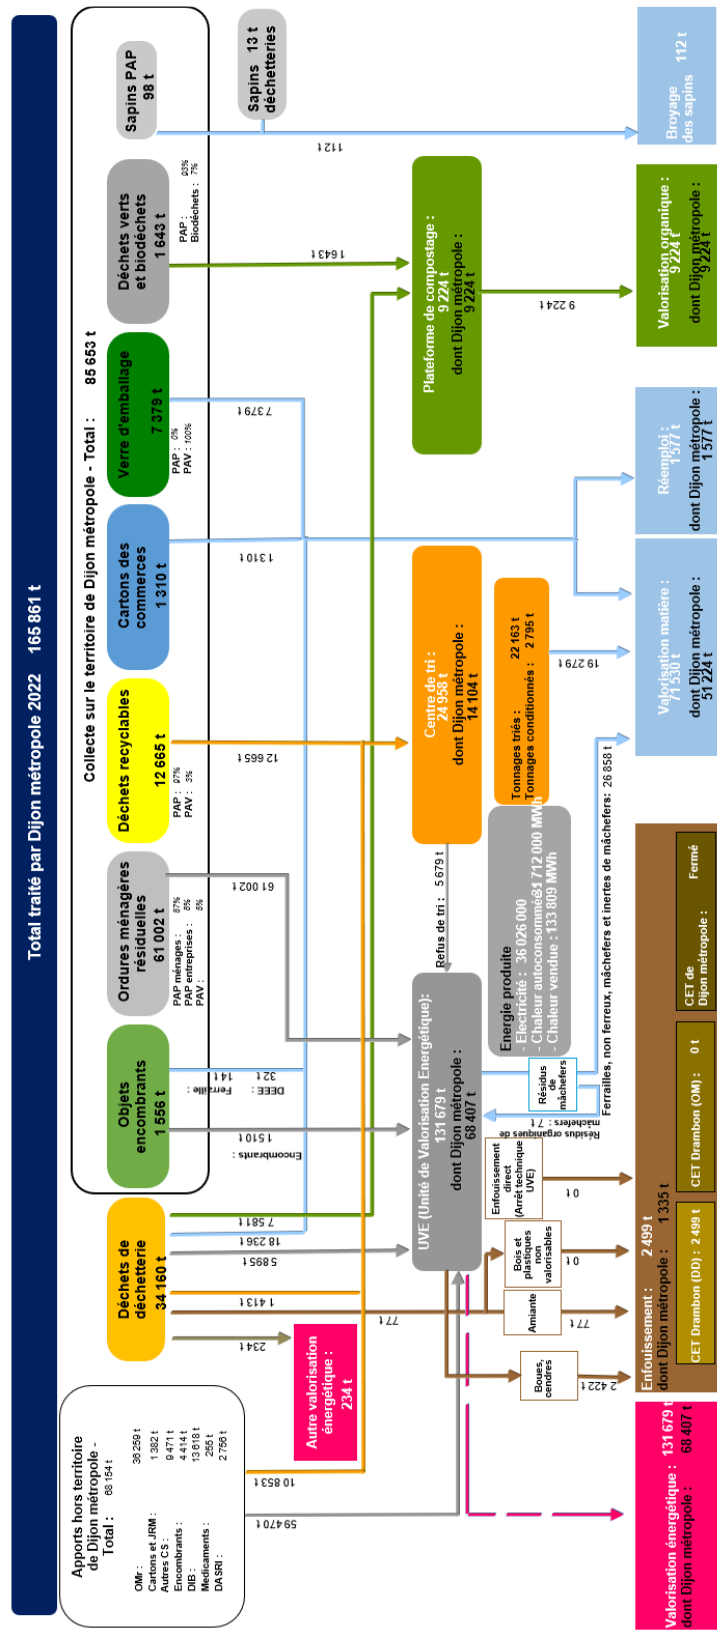 Total traité par Dijon métropole 2022 165 861 t
Apports hors territoire
de Dijon métropole -
Total : 68 154 t
OMr : 36 259 t
Cartons et JRM : 1 382 t
Autres CS : 9 471 t
Encombrants : 4 414 t
DIB : 13 618 t
Medicaments : 255 t
DASRI : 2 756 t
Collecte sur le territoire de Dijon métropole - Total : 85 653 t
Déchets de
déchetterie
34 160 t
Objets
encombrants
1 556 t
Ordures ménagères
résiduelles
61 002 t
PAP ménages : 87%
PAP entreprises : 8%
PAV : 5%
Déchets recyclables
12 665 t
PAP : 97%
PAV : 3%
Cartons des
commerces
1 310 t
Verre d'emballage
7 379 t
PAP : 0%
PAV : 100%
Déchets verts
et biodéchets
1 643 t
PAP : 93%
Biodéchets : 7%
Sapins PAP
98 t
Sapins 13 t
déchetteries
234 t
1 413 t
5 895 t
18 236 t
7 581 t
Encombrants :
1 510 t
DEEE : 32 t
Ferraille : 14 t
61 002 t
12 665 t
1 310 t
7 379 t
1 643 t
112 t
Autre valorisation
énergétique :
234 t
77 t
10 853 t
59 470 t
UVE (Unité de Valorisation Energétique):
131 679 t
dont Dijon métropole :
68 407 t
Refus de tri : 5 679 t
Centre de tri :
24 958 t
dont Dijon métropole :
14 104 t
Plateforme de compostage :
9 224 t
dont Dijon métropole :
9 224 t
Energie produite
- Electricité : 36 026 000
- Chaleur autoconsommée 31 712 000 MWh
- Chaleur vendue : 133 809 MWh
Tonnages triés : 22 163 t
Tonnages conditionnés : 2 795 t
Boues,
cendres
Amiante
Bois et
plastiques
non
valorisables
Enfouissement
direct
(Arrêt technique
UVE)
Résidus organiques de
mâchefers : 7 t
Résidus
de
mâchefers
2 422 t
77 t
0 t
0 t
Ferrailles, non ferreux, mâchefers et inertes de mâchefers: 26 858 t
19 279 t
9 224 t
Valorisation énergétique : 131 679 t
dont Dijon métropole : 68 407 t
Enfouissement : 2 499 t
dont Dijon métropole : 1 335 t
CET Drambon (DD) : 2 499 t
CET Drambon (OM) : 0 t
CET de
Dijon métropole : Fermé
Valorisation matière :
71 530 t
dont Dijon métropole :
51 224 t
Réemploi :
1 577 t
dont Dijon métropole :
1 577 t
Valorisation organique :
9 224 t
dont Dijon métropole :
9 224 t
Broyage
des sapins 112 t